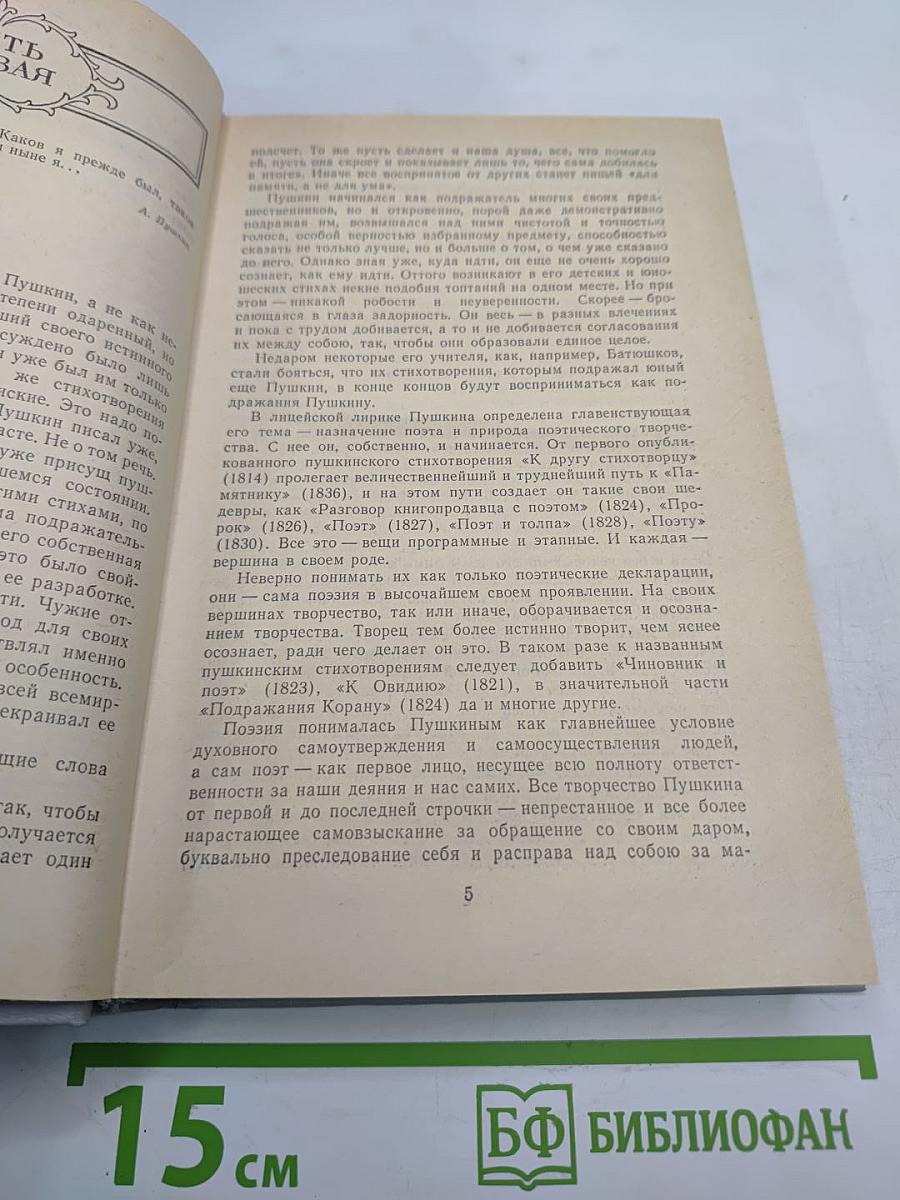 ТЬ
ВАЯ
Каков я прежде был, таков
и ныне я...
А. Пушкин
Пушкин, а не как не-
тепени одаренный, но
ший своего истинного
суждено было лишь
н уже был им только
же стихотворения
нские. Это надо по-
Пушкин писал уже,
асте. Не о том речь.
уже присущ пуш-
шемся состоянии.
гими стихами, по
ма подражатель-
его собственная
это было свой-
ее разработке.
ти. Чужие от-
од для своих
твлял именно
особенность.
всей всемир-
екраивал ее
щие слова
так, чтобы
олучается
ает один
подсчет. То же пусть сделает и наша душа, все, что помогло
ей, пусть она скроет и показывает лишь то, чего сама добилась
в итоге». Иначе все воспринятое от других станет пищей «для
памяти, а не для ума».
Пушкин начинался как подражатель многих своих пред-
шественников, но и откровенно, порой даже демонстративно
подражая им, возвышался над ними чистотой и точностью
голоса, особой верностью избранному предмету, способностью
сказать не только лучше, но и больше о том, о чем уже сказано
до него. Однако зная уже, куда идти, он еще не очень хорошо
сознает, как ему идти. Оттого возникают в его детских и юно-
шеских стихах некие подобия топтаний на одном месте. Но при
этом — никакой робости и неуверенности. Скорее — бро-
сающаяся в глаза задорность. Он весь — в разных влечениях
и пока с трудом добивается, а то и не добивается согласования
их между собою, так, чтобы они образовали единое целое.
Недаром некоторые его учителя, как, например, Батюшков,
стали бояться, что их стихотворения, которым подражал юный
еще Пушкин, в конце концов будут восприниматься как по-
дражания Пушкину.
В лицейской лирике Пушкина определена главенствующая
его тема — назначение поэта и природа поэтического творче-
ства. С нее он, собственно, и начинается. От первого опубли-
кованного пушкинского стихотворения «К другу стихотворцу»
(1814) пролегает величественнейший и труднейший путь к «Па-
мятнику» (1836), и на этом пути создает он такие свои ше-
девры, как «Разговор книгопродавца с поэтом» (1824), «Про-
рок» (1826), «Поэт» (1827), «Поэт и толпа» (1828), «Поэту»
(1830). Все это — вещи программные и этапные. И каждая —
вершина в своем роде.
Неверно понимать их как только поэтические декларации,
они — сама поэзия в высочайшем своем проявлении. На своих
вершинах творчество, так или иначе, оборачивается и осозна-
нием творчества. Творец тем более истинно творит, чем яснее
осознает, ради чего делает он это. В таком разе к названным
пушкинским стихотворениям следует добавить «Чиновник и
поэт» (1823), «К Овидию» (1821), в значительной части
«Подражания Корану» (1824) да и многие другие.
Поэзия понималась Пушкиным как главнейшее условие
духовного самоутверждения и самоосуществления людей,
а сам поэт — как первое лицо, несущее всю полноту ответст-
венности за наши деяния и нас самих. Все творчество Пушкина
от первой и до последней строчки — непрестанное и все более
нарастающее самовзыскание за обращение со своим даром,
буквально преследование себя и расправа над собою за ма-
5
15 см
БФ БИБЛИОФАН